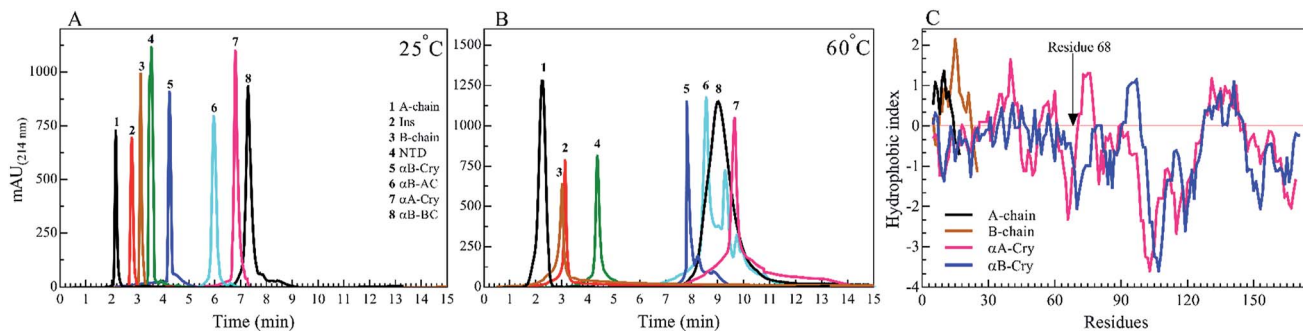 A
25°C
mAU(214 nm)
1000
750
500
250
0
1
2
3
4
5
6
7
8
1 A-chain
2 Ins
3 B-chain
4 NTD
5 αB-Cry
6 αB-AC
7 αA-Cry
8 αB-BC
0 1 2 3 4 5 6 7 8 9 10 11 12 13 14 15
Time (min)
B
60°C
1500
1250
1000
750
500
250
0
1
3
2
4
5
6
8
7
0 1 2 3 4 5 6 7 8 9 10 11 12 13 14 15
Time (min)
C
Residue 68
Hydrophobic index
2
1
0
-1
-2
-3
-4
A-chain
B-chain
αA-Cry
αB-Cry
0 30 60 90 120 150
Residues